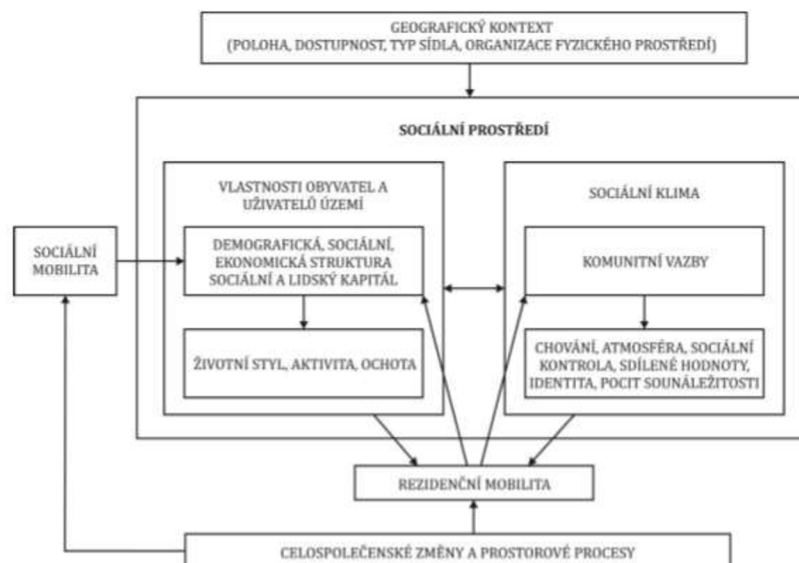 GEOGRAFICKÝ KONTEXT
(POLOHA, DOSTUPNOST, TYP SÍDLA, ORGANIZACE FYZICKÉHO PROSTŘEDÍ)
SOCIÁLNÍ PROSTŘEDÍ
VLASTNOSTI OBYVATEL A
UŽIVATELŮ ÚZEMÍ
SOCIÁLNÍ KLIMA
SOCIÁLNÍ
MOBILITA
DEMOGRAFICKÁ, SOCIÁLNÍ,
EKONOMICKÁ STRUKTURA
SOCIÁLNÍ A LIDSKÝ KAPITÁL
KOMUNITNÍ VAZBY
ŽIVOTNÍ STYL, AKTIVITA, OCHOTA
CHOVÁNÍ, ATMOSFÉRA, SOCIÁLNÍ
KONTROLA, SDÍLENÉ HODNOTY,
IDENTITA, POCIT SOUNÁLEŽITOSTI
REZIDENČNÍ MOBILITA
CELOSPOLEČENSKÉ ZMĚNY A PROSTOROVÉ PROCESY